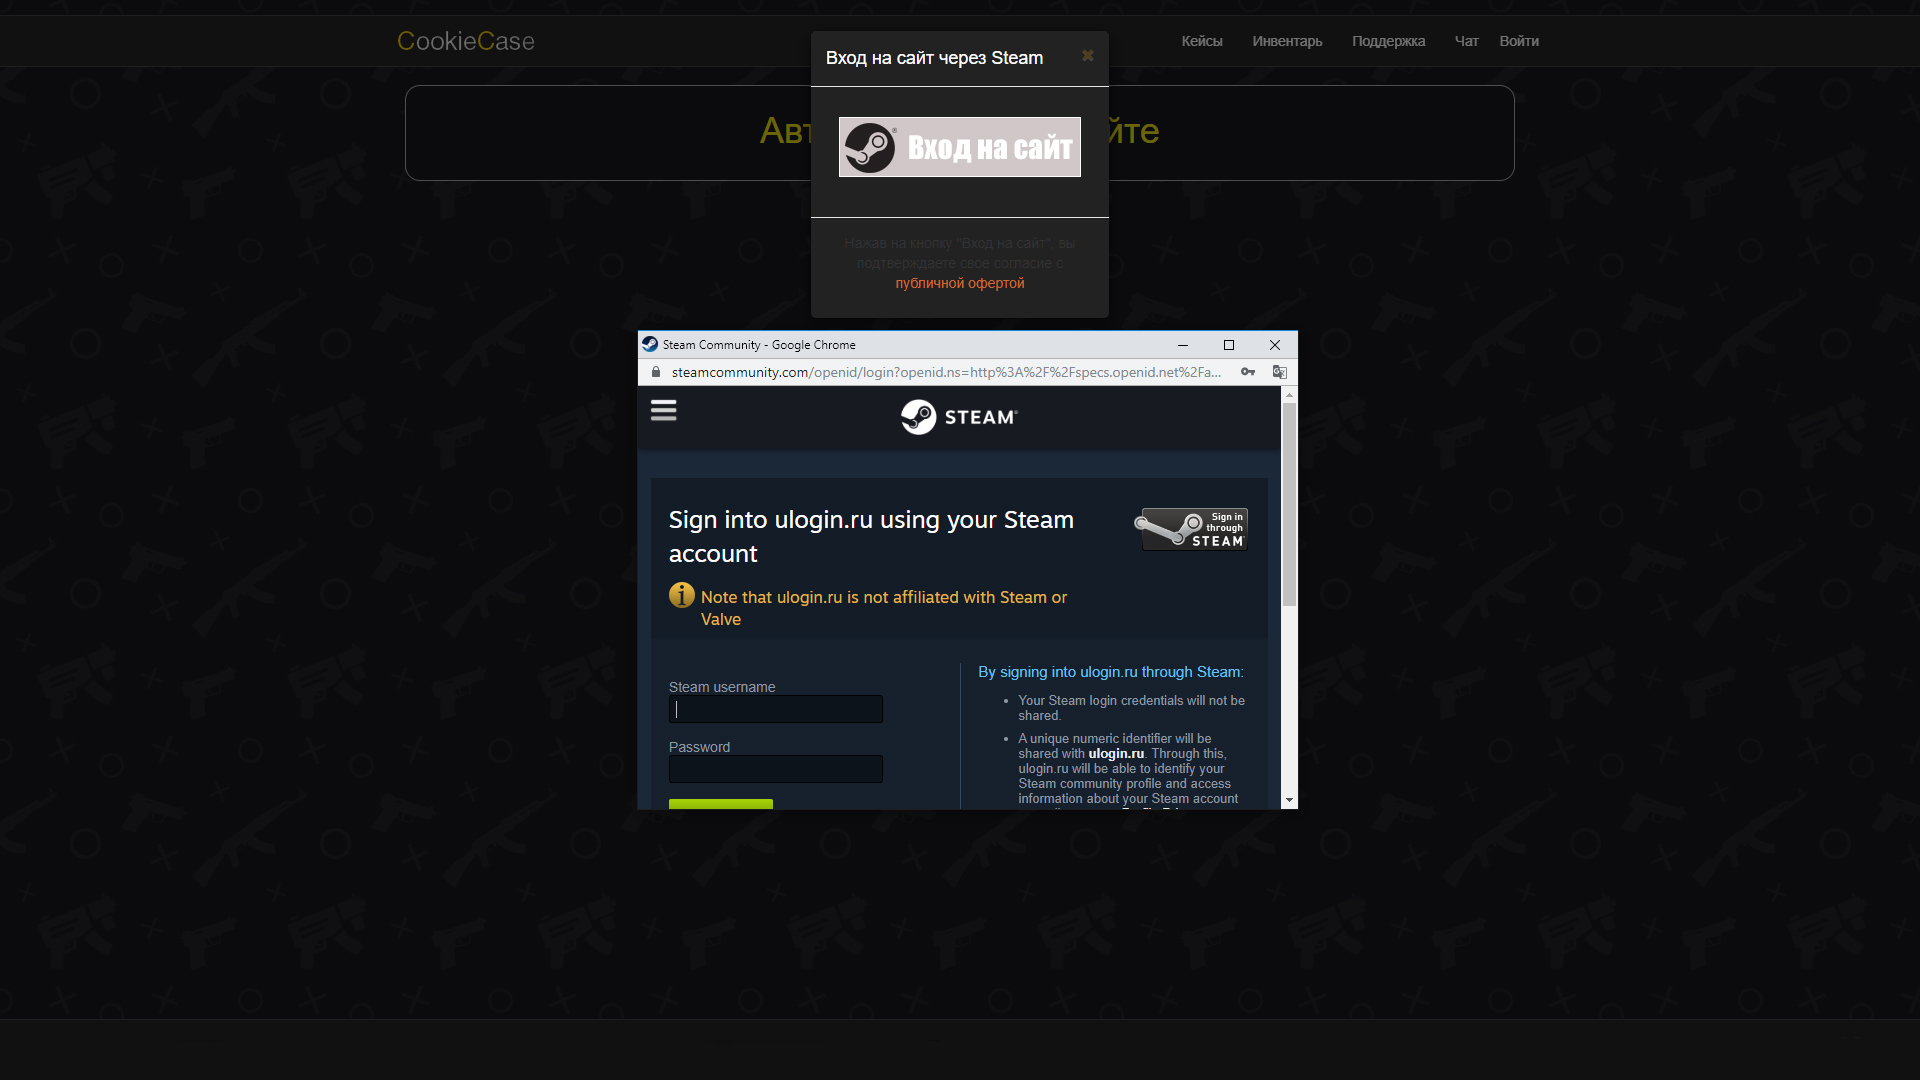 CookieCase
Кейсы
Инвентарь
Поддержка
Чат
Войти
Вход на сайт через Steam
Вход на сайт
Нажав на кнопку "Вход на сайт", вы
подтверждаете свое согласие с
публичной офертой
Steam Community - Google Chrome
steamcommunity.com/openid/login?openid.ns=http%3A%2F%2Fspecs.openid.net%2Fa...
STEAM®
Sign into ulogin.ru using your Steam
account
Sign in
through
STEAM
Note that ulogin.ru is not affiliated with Steam or
Valve
Steam username
Password
By signing into ulogin.ru through Steam:
• Your Steam login credentials will not be
shared.
• A unique numeric identifier will be
shared with ulogin.ru. Through this,
ulogin.ru will be able to identify your
Steam community profile and access
information about your Steam account